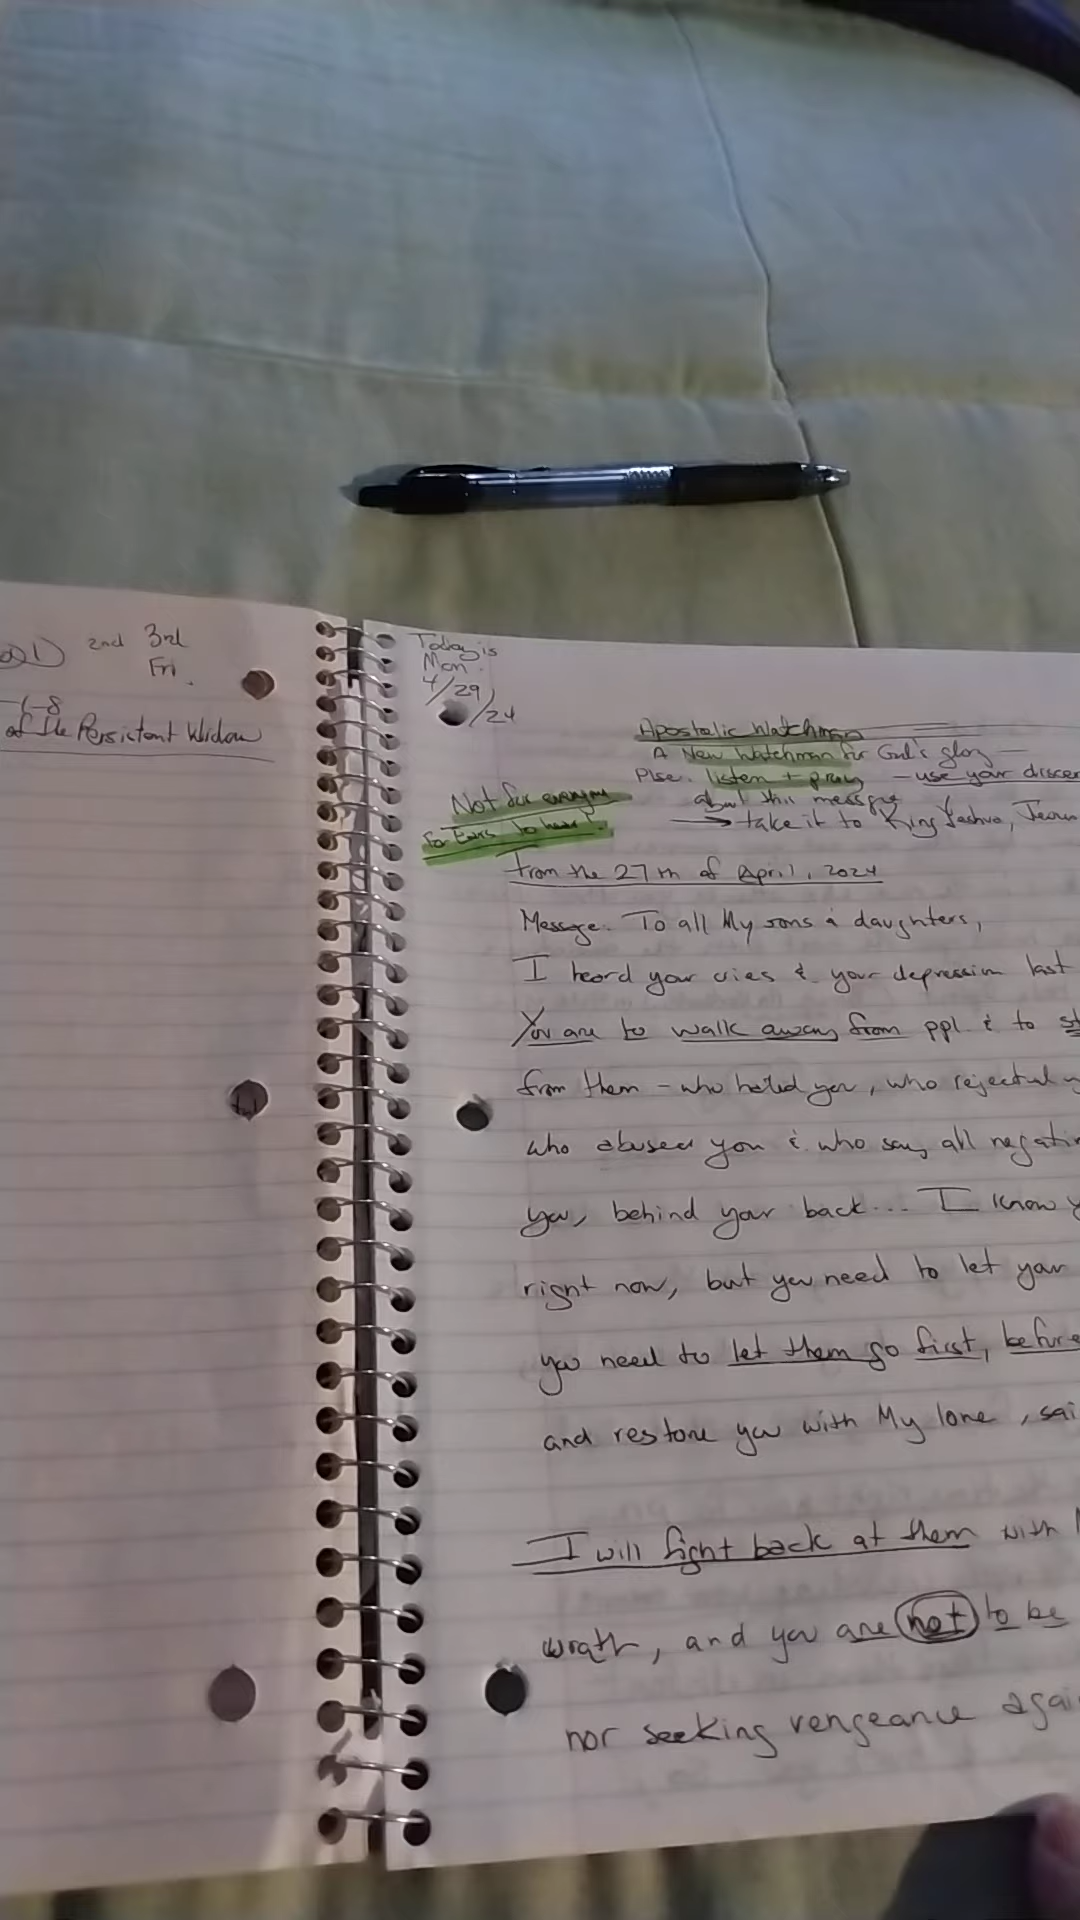 2nd 3rd
Fri.
of the Persistent Widow
Today is
Mon.
4/29/24
Apostolic Watchman
A New Watchman for God's glory —
Plse. listen + pray — use your discer
about this message
→ take it to King Yeshua, Jesus
Not for everyone
For Ears to hear!
From the 27th of April, 2024
Message: To all My sons & daughters,
I heard your cries & your depression last
You are to walk away from ppl. & to
from them - who hated you, who rejected
who abused you & who say all negativ
you, behind your back... I know y
right now, but you need to let your
you need to let them go first, before
and restore you with My love, sai
I will fight back at them with
wrath, and you are not to be
nor seeking vengeance agai